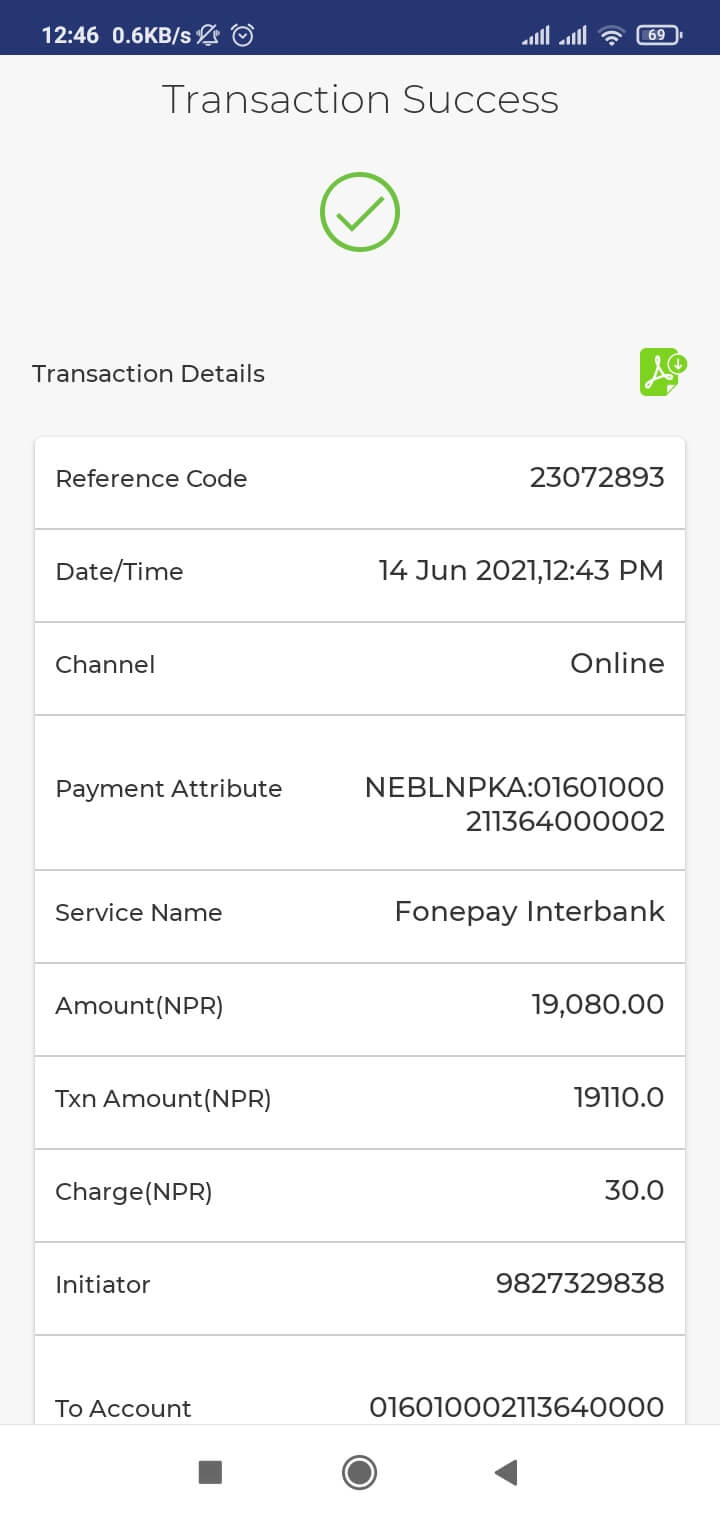 12:46 0.6KB/s 69
Transaction Success
Transaction Details
Reference Code 23072893
Date/Time 14 Jun 2021,12:43 PM
Channel Online
Payment Attribute NEBLNPKA:01601000
211364000002
Service Name Fonepay Interbank
Amount(NPR) 19,080.00
Txn Amount(NPR) 19110.0
Charge(NPR) 30.0
Initiator 9827329838
To Account 016010002113640000